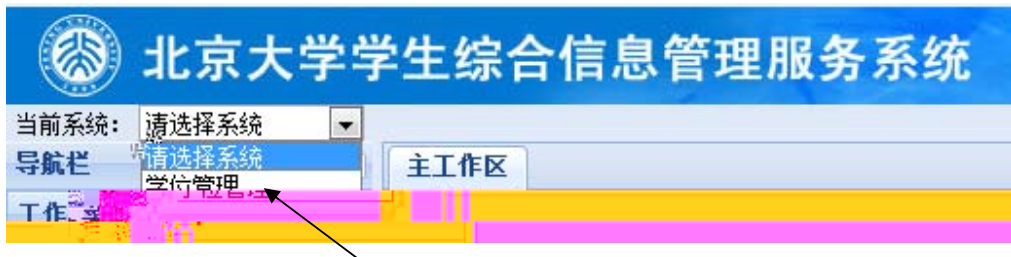 北京大学学生综合信息管理服务系统
当前系统： 请选择系统
导航栏 请选择系统 主工作区
学位管理
工作